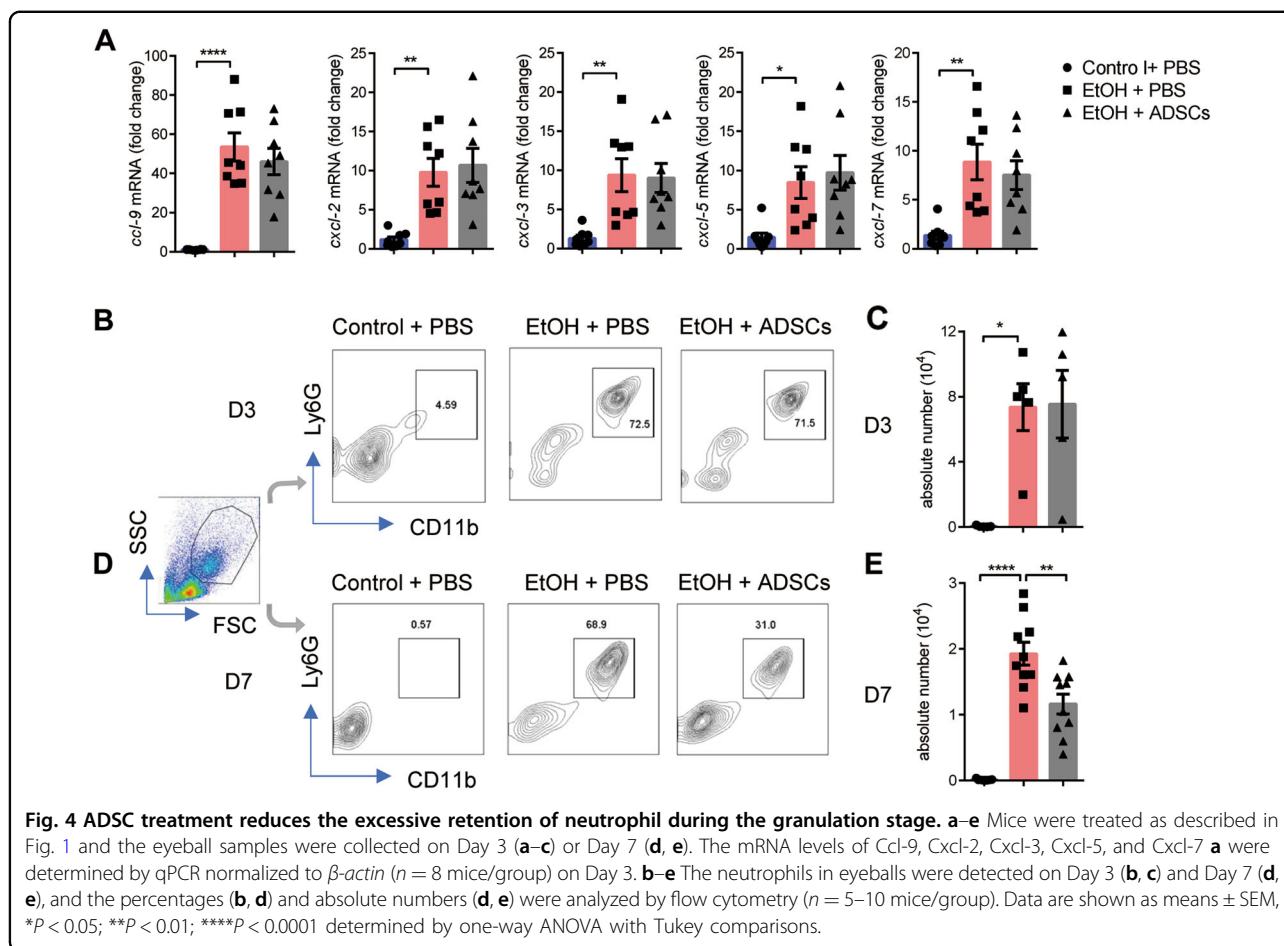 A
ccl-9 mRNA (fold change)
100
80
60
40
20
0
****
cxcl-2 mRNA (fold change)
25
20
15
10
5
0
**
cxcl-3 mRNA (fold change)
25
20
15
10
5
0
**
cxcl-5 mRNA (fold change)
25
20
15
10
5
0
*
cxcl-7 mRNA (fold change)
20
15
10
5
0
**
Contro l+ PBS
EtOH + PBS
EtOH + ADSCs
B
Control + PBS
EtOH + PBS
EtOH + ADSCs
D3
Ly6G
4.59
72.5
71.5
CD11b
C
D3
absolute number (10⁴)
12
8
4
0
*
SSC
FSC
D
Control + PBS
EtOH + PBS
EtOH + ADSCs
D7
Ly6G
0.57
68.9
31.0
CD11b
E
D7
absolute number (10⁴)
3
2
1
0
****
**
Fig. 4 ADSC treatment reduces the excessive retention of neutrophil during the granulation stage. a–e Mice were treated as described in
Fig. 1 and the eyeball samples were collected on Day 3 (a–c) or Day 7 (d, e). The mRNA levels of Ccl-9, Cxcl-2, Cxcl-3, Cxcl-5, and Cxcl-7 a were
determined by qPCR normalized to β-actin (n = 8 mice/group) on Day 3. b–e The neutrophils in eyeballs were detected on Day 3 (b, c) and Day 7 (d,
e), and the percentages (b, d) and absolute numbers (d, e) were analyzed by flow cytometry (n = 5–10 mice/group). Data are shown as means ± SEM,
*P < 0.05; **P < 0.01; ****P < 0.0001 determined by one-way ANOVA with Tukey comparisons.